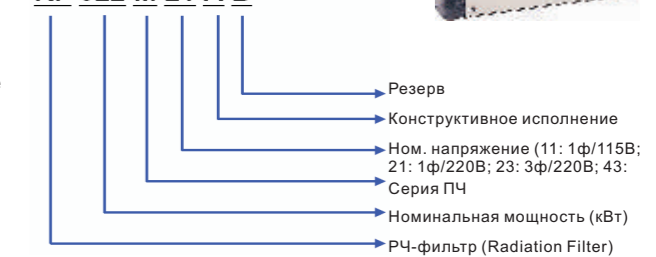 Резерв
Конструктивное исполнение
Ном. напряжение (11: 1ф/115В;
21: 1ф/220В; 23: 3ф/220В; 43:
Серия ПЧ
Номинальная мощность (кВт)
РЧ-фильтр (Radiation Filter)